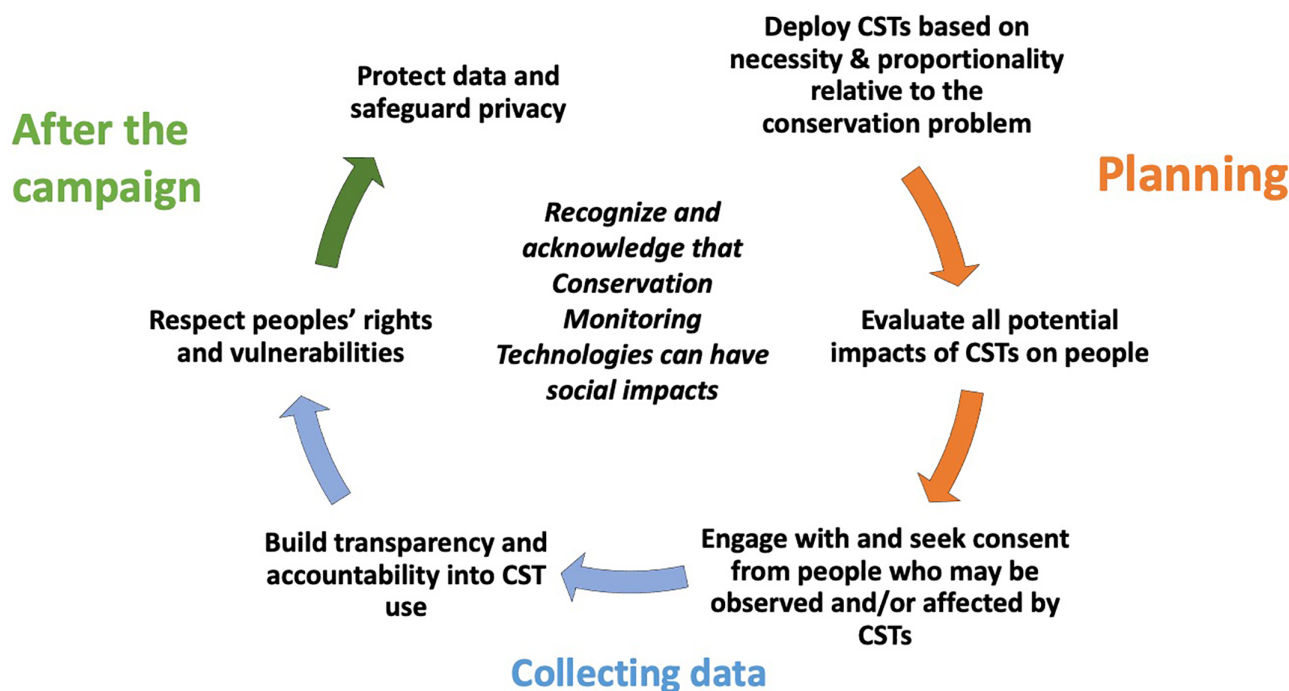 Deploy CSTs based on
necessity & proportionality
relative to the
conservation problem
Planning
Evaluate all potential
impacts of CSTs on people
Engage with and seek consent
from people who may be
observed and/or affected by
CSTs
Collecting data
Build transparency and
accountability into CST
use
Respect peoples’ rights
and vulnerabilities
After the
campaign
Protect data and
safeguard privacy
Recognize and
acknowledge that
Conservation
Monitoring
Technologies can have
social impacts